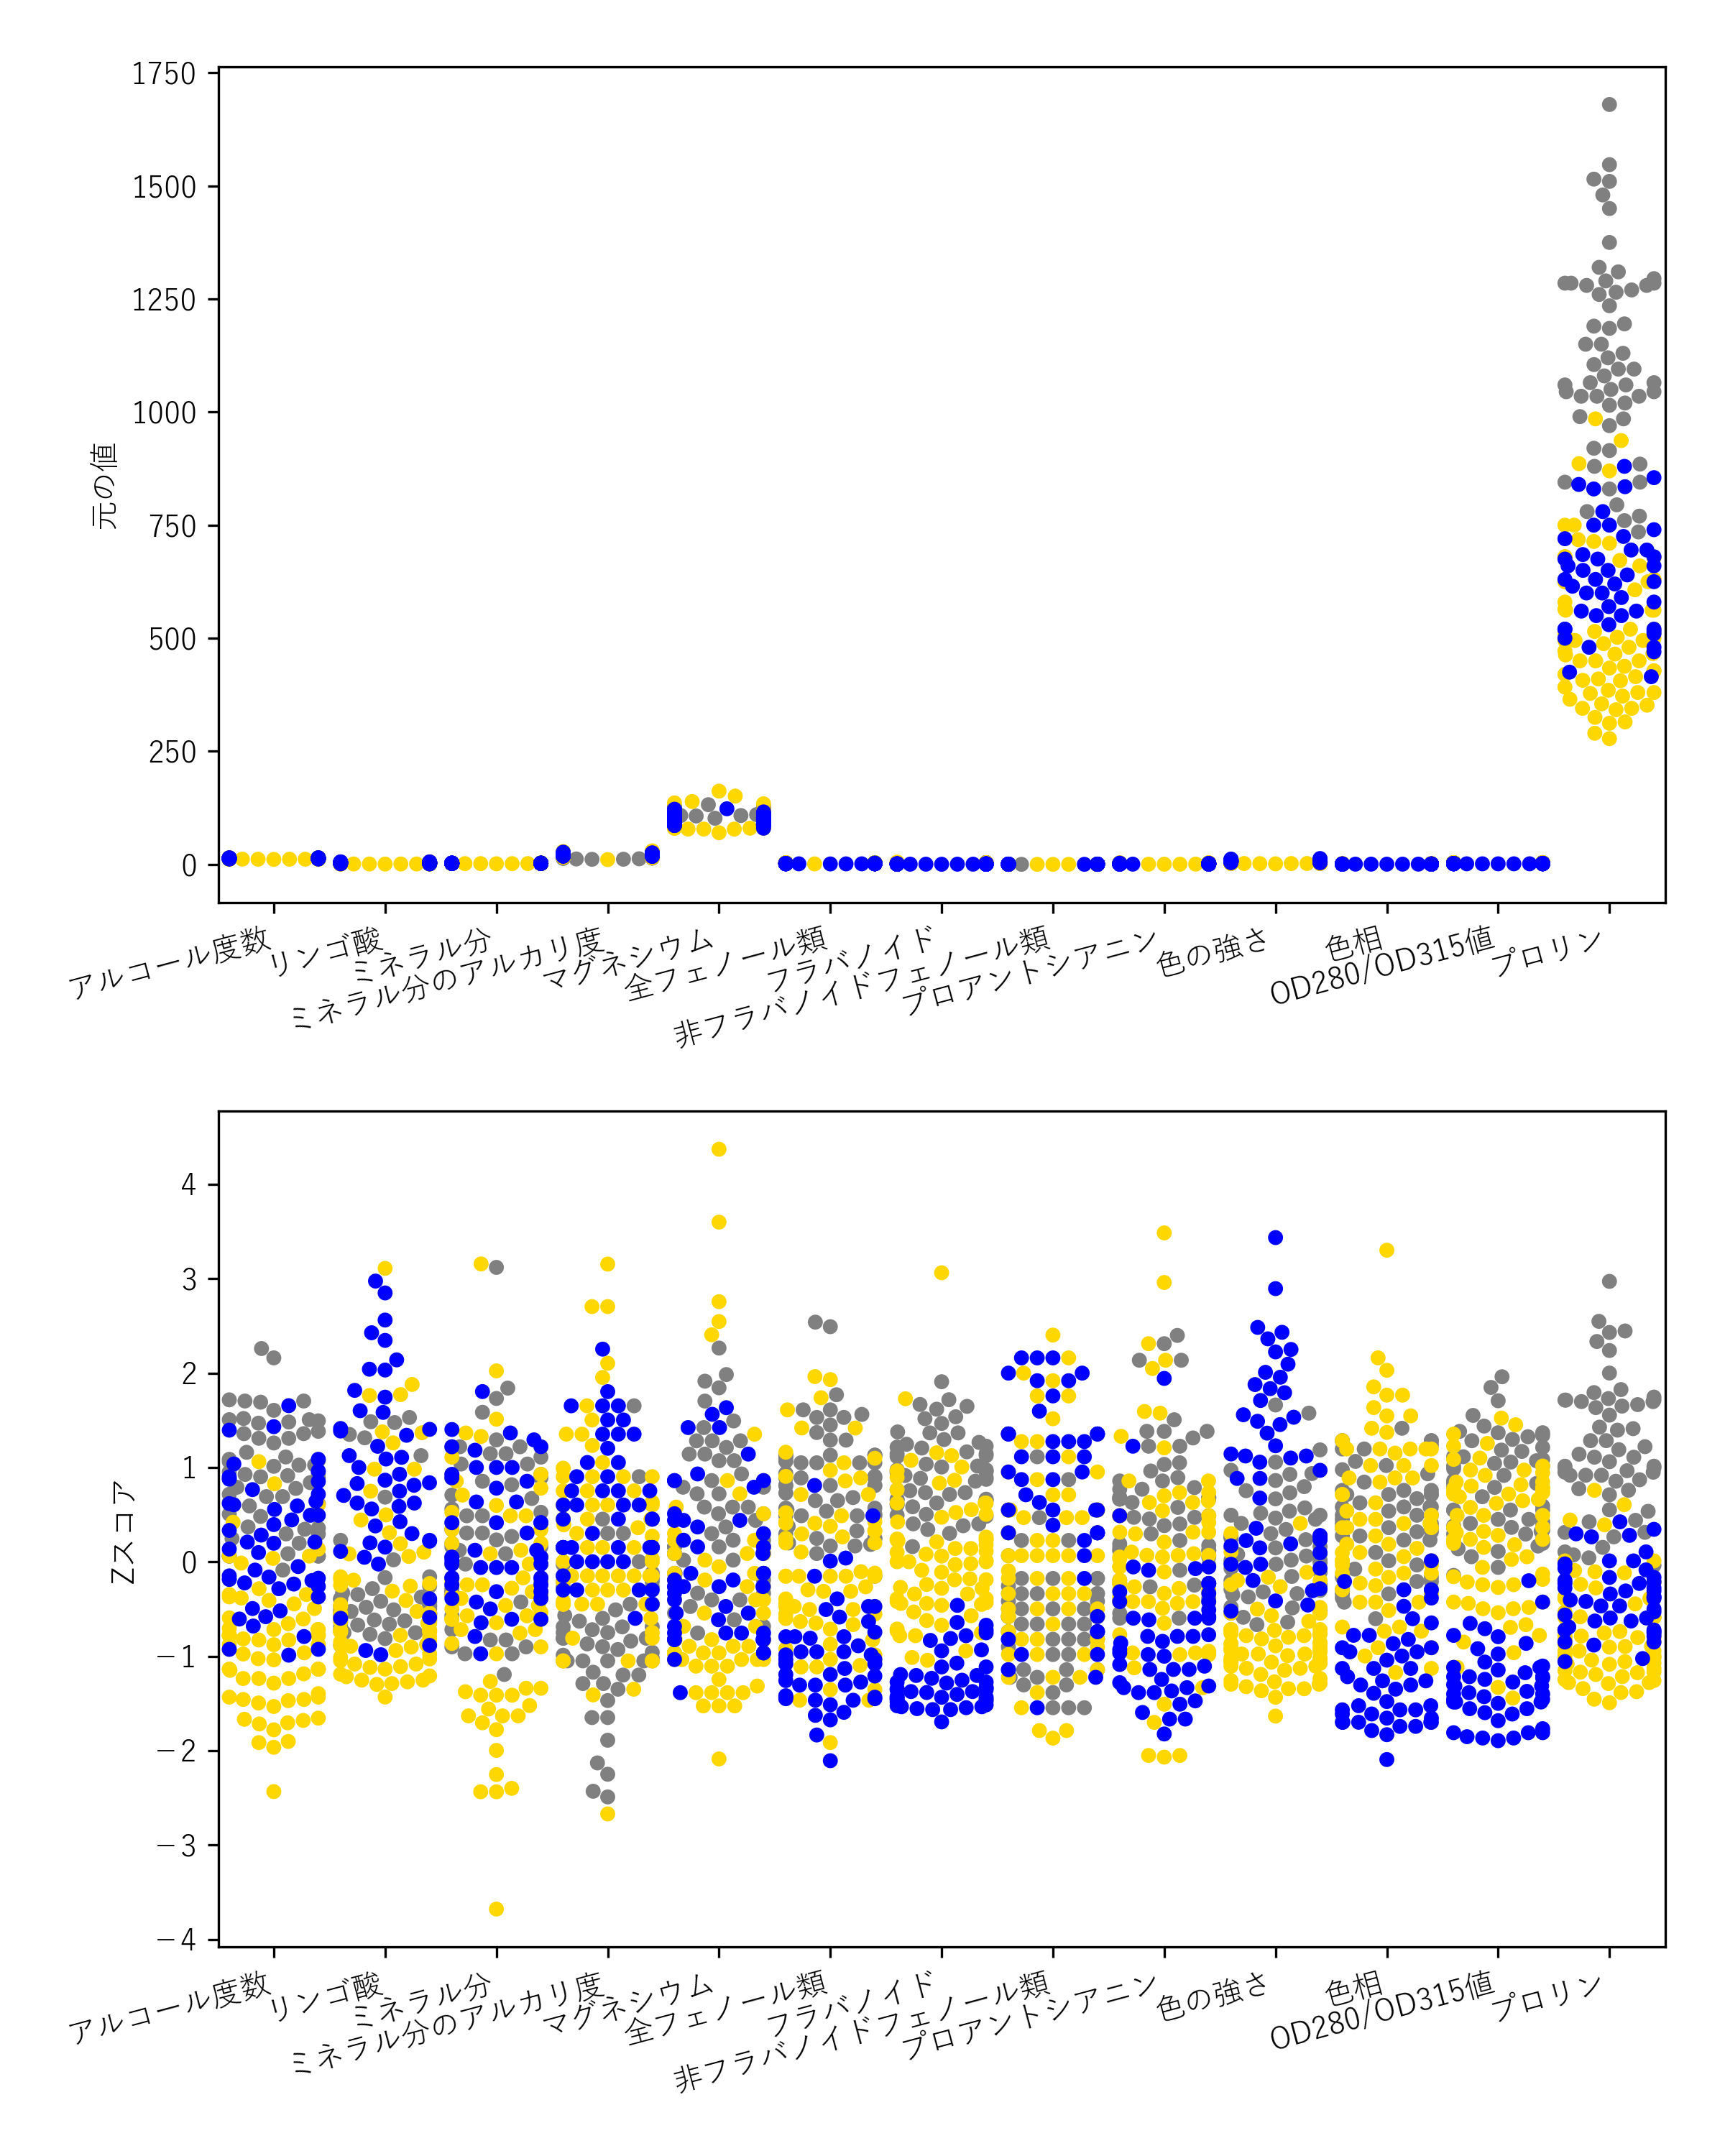 1750
1500
1250
1000
750
500
250
0
元の値
アルコール度数
リンゴ酸
ミネラル分
ミネラル分のアルカリ度
マグネシウム
全フェノール類
フラバノイド
非フラバノイドフェノール類
プロアントシアニン
色の強さ
色相
OD280/OD315値
プロリン
4
3
2
1
0
−1
−2
−3
−4
Zスコア
アルコール度数
リンゴ酸
ミネラル分
ミネラル分のアルカリ度
マグネシウム
全フェノール類
フラバノイド
非フラバノイドフェノール類
プロアントシアニン
色の強さ
色相
OD280/OD315値
プロリン